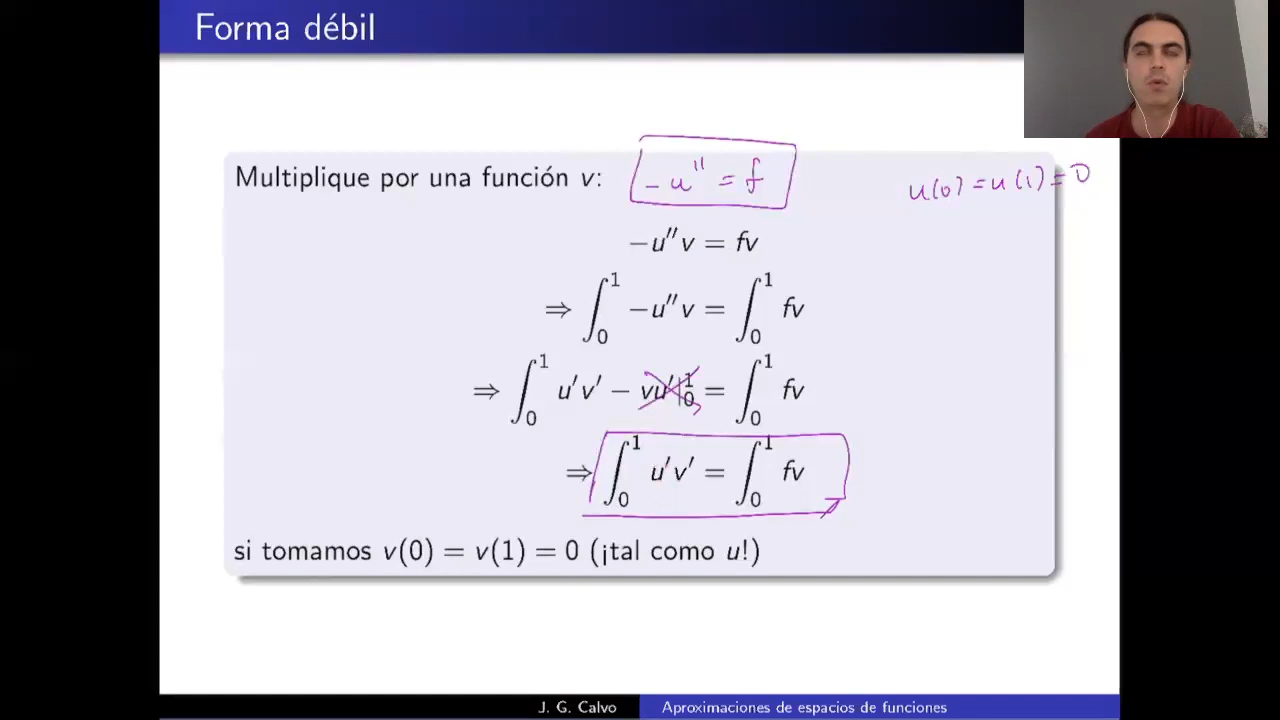 Forma débil
Multiplique por una función v: -u'' = f u(0) = u(1) = 0
-u''v = fv
⇒ ∫₀¹ -u''v = ∫₀¹ fv
⇒ ∫₀¹ u'v' - vu'|₀¹ = ∫₀¹ fv
⇒ ∫₀¹ u'v' = ∫₀¹ fv
si tomamos v(0) = v(1) = 0 (¡tal como u!)
J. G. Calvo Aproximaciones de espacios de funciones